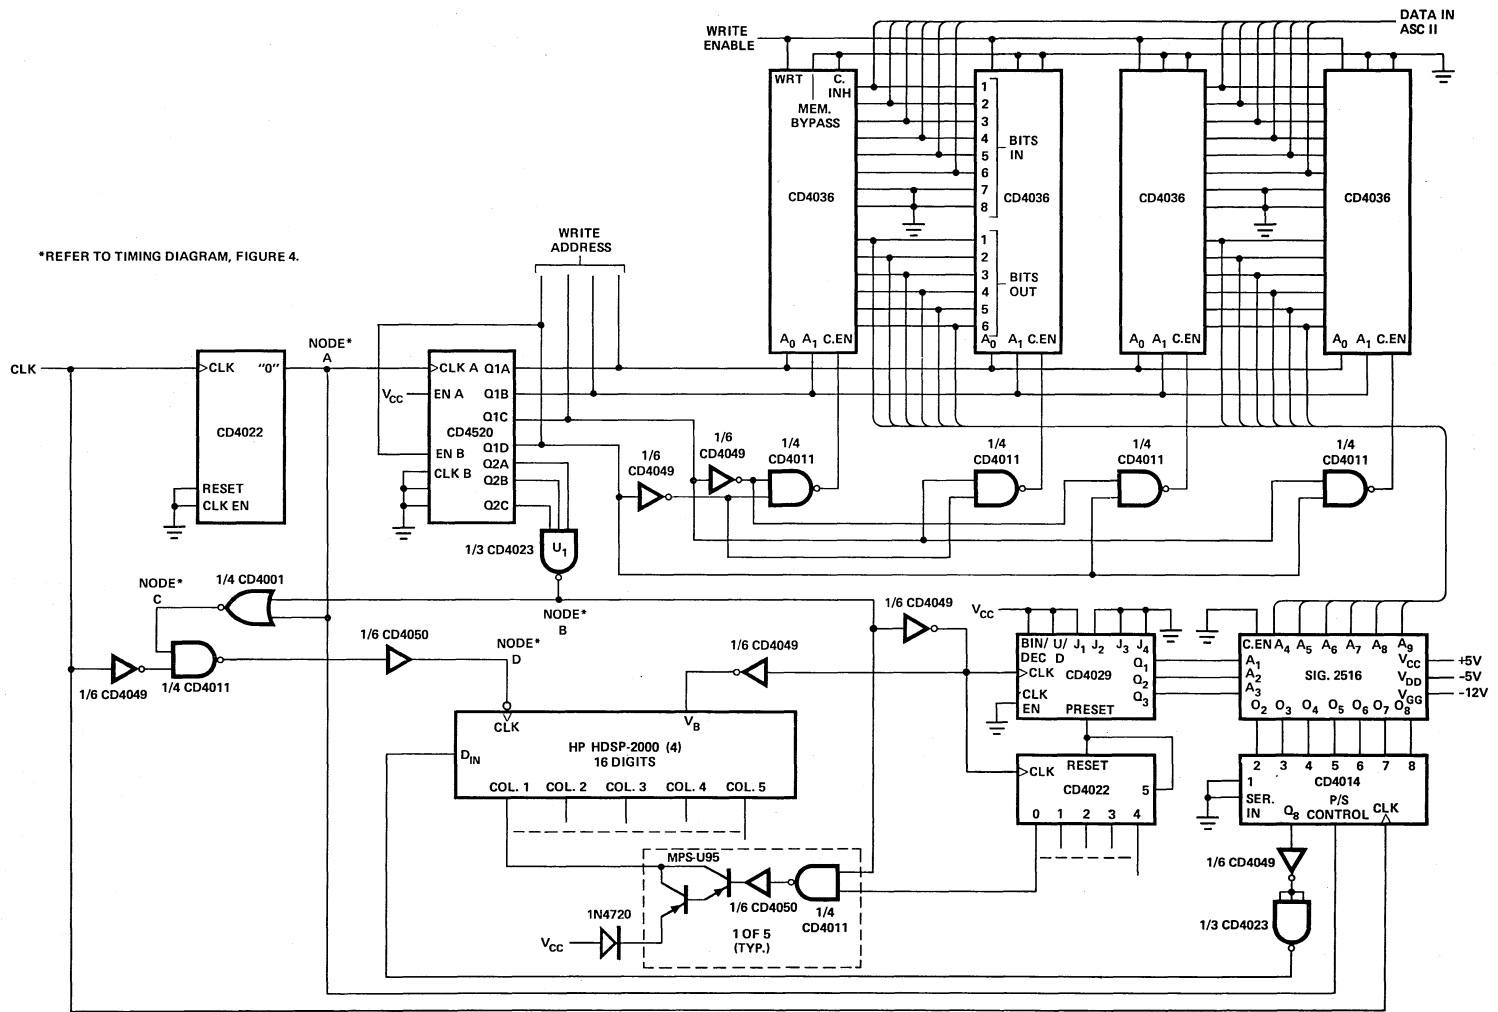 DATA IN
ASC II
WRITE
ENABLE
WRT
C.
INH
MEM.
BYPASS
CD4036
A0 A1 C.EN
1
2
3
4
5
6
7
8
BITS
IN
CD4036
1
2
3
4
5
6
BITS
OUT
A0 A1 C.EN
CD4036
A0 A1 C.EN
CD4036
A0 A1 C.EN
*REFER TO TIMING DIAGRAM, FIGURE 4.
WRITE
ADDRESS
CLK
CLK "0"
CD4022
RESET
CLK EN
NODE*
A
VCC
CLK A Q1A
EN A Q1B
Q1C
CD4520
Q1D
EN B
Q2A
CLK B
Q2B
Q2C
1/6
CD4049
1/6
CD4049
1/4
CD4011
1/4
CD4011
1/4
CD4011
1/4
CD4011
1/3 CD4023
U1
NODE*
B
NODE*
C
1/4 CD4001
1/6 CD4049
1/4 CD4011
1/6 CD4050
NODE*
D
1/6 CD4049
1/6 CD4049
CLK
VB
DIN
HP HDSP-2000 (4)
16 DIGITS
COL. 1 COL. 2 COL. 3 COL. 4 COL. 5
VCC
BIN/
DEC
U/
D
J1 J2 J3 J4
CLK
CD4029
Q1
Q2
Q3
CLK
EN
PRESET
RESET
CLK
CD4022
5
0 1 2 3 4
C.EN A4 A5 A6 A7 A8 A9
A1
A2
A3
SIG. 2516
VCC
VDD
VGG
+5V
-5V
-12V
O2 O3 O4 O5 O6 O7 O8
2 3 4 5 6 7 8
1
CD4014
SER.
IN
Q8
P/S
CONTROL
CLK
1/6 CD4049
1/3 CD4023
MPS-U95
1/6 CD4050
1/4
CD4011
1 OF 5
(TYP.)
1N4720
VCC